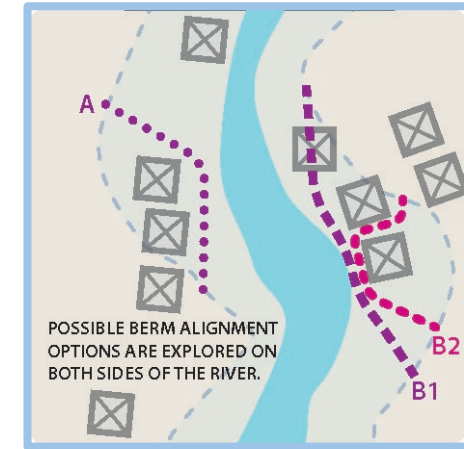 A
POSSIBLE BERM ALIGNMENT
OPTIONS ARE EXPLORED ON
BOTH SIDES OF THE RIVER.
B2
B1